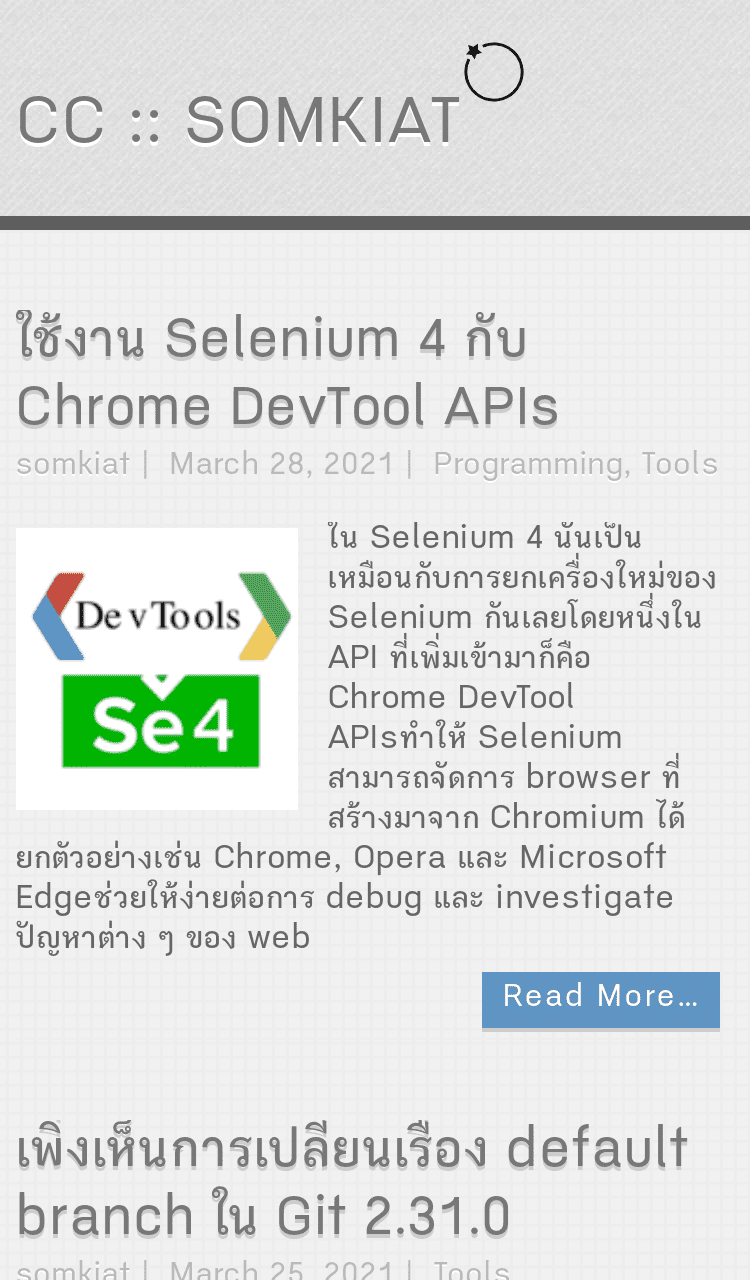 CC :: SOMKIAT
ใช้งาน Selenium 4 กับ
Chrome DevTool APIs
somkiat | March 28, 2021 | Programming, Tools
DevTools
Se4
ใน Selenium 4 นั้นเป็น
เหมือนกับการยกเครื่องใหม่ของ
Selenium กันเลยโดยหนึ่งใน
API ที่เพิ่มเข้ามาก็คือ
Chrome DevTool
APIsทำให้ Selenium
สามารถจัดการ browser ที่
สร้างมาจาก Chromium ได้
ยกตัวอย่างเช่น Chrome, Opera และ Microsoft
Edgeช่วยให้ง่ายต่อการ debug และ investigate
ปัญหาต่าง ๆ ของ web
Read More...
เพิ่งเห็นการเปลี่ยนเรื่อง default
branch ใน Git 2.31.0
somkiat | March 25, 2021 | Tools